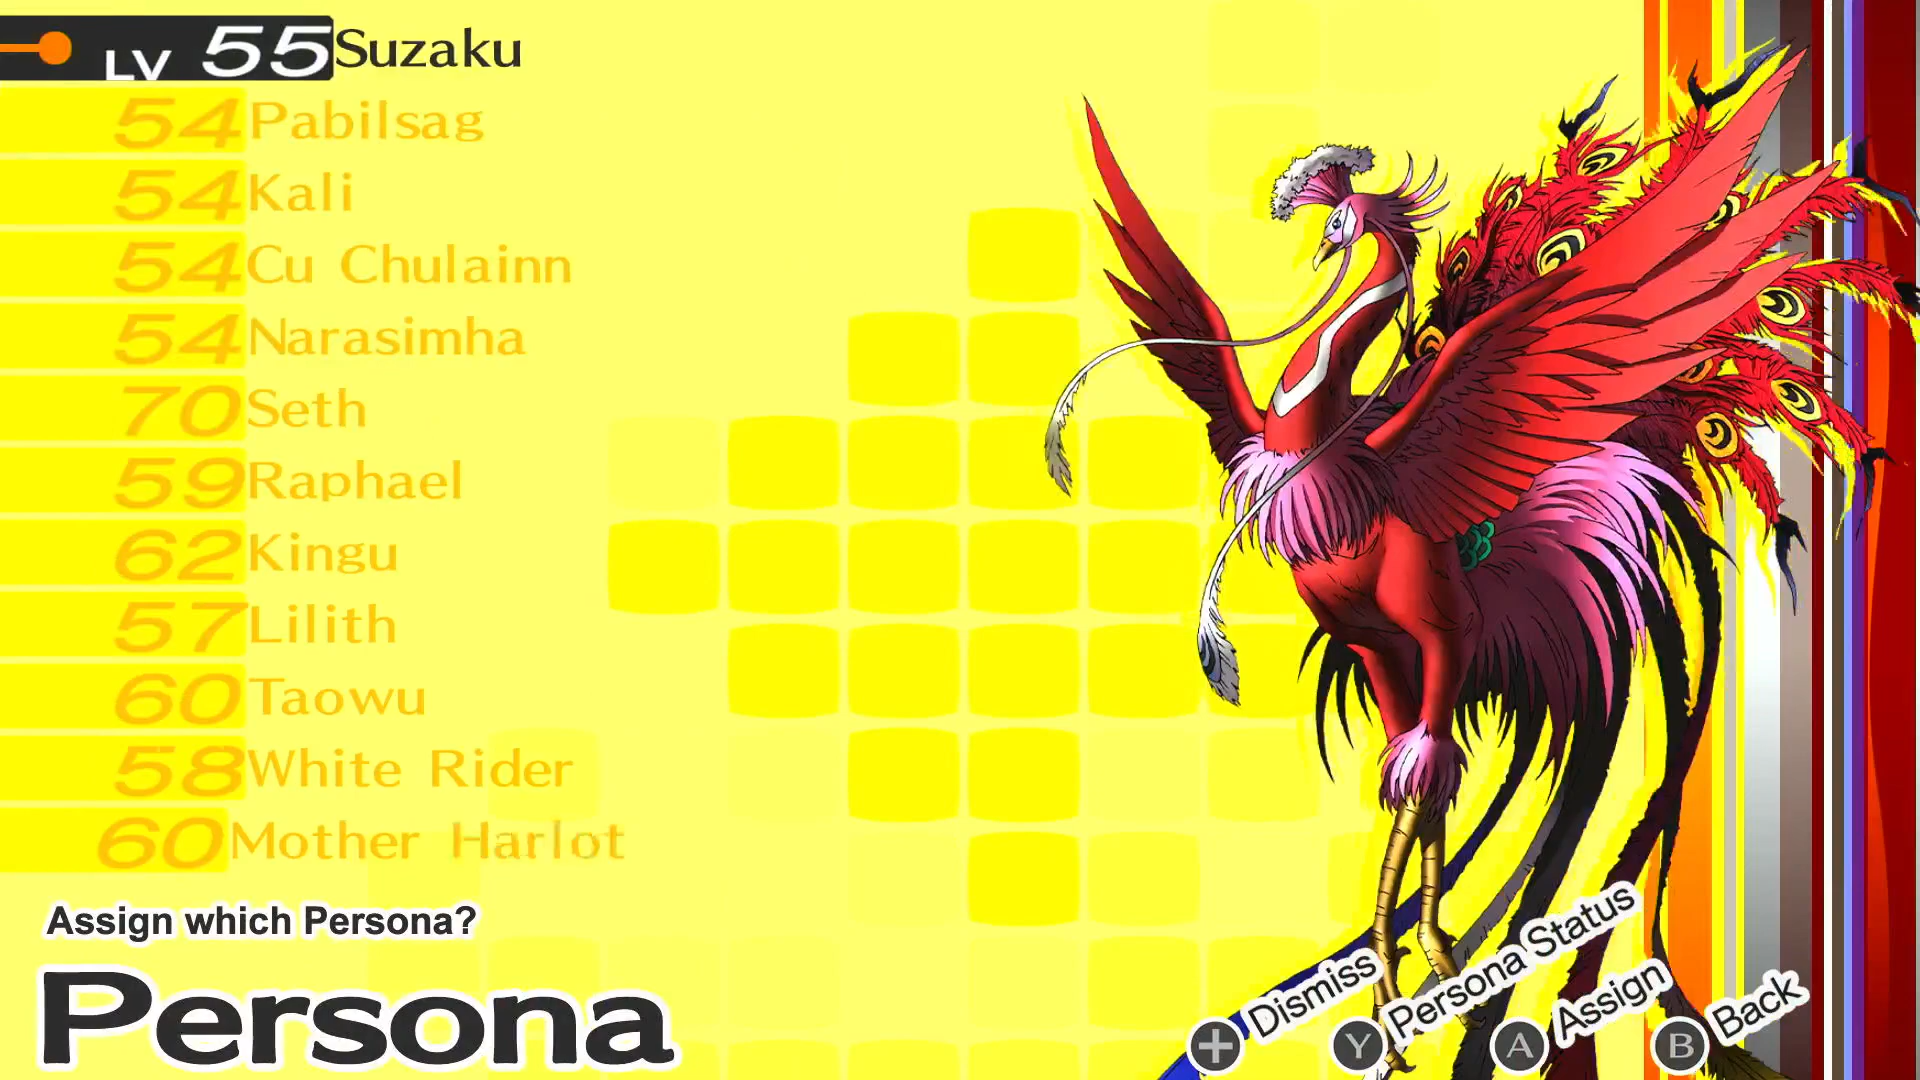 LV 55 Suzaku
54 Pabilsag
54 Kali
54 Cu Chulainn
54 Narasimha
70 Seth
59 Raphael
62 Kingu
57 Lilith
60 Taowu
58 White Rider
60 Mother Harlot
Assign which Persona?
Persona
+ Dismiss
Y Persona Status
A Assign
B Back